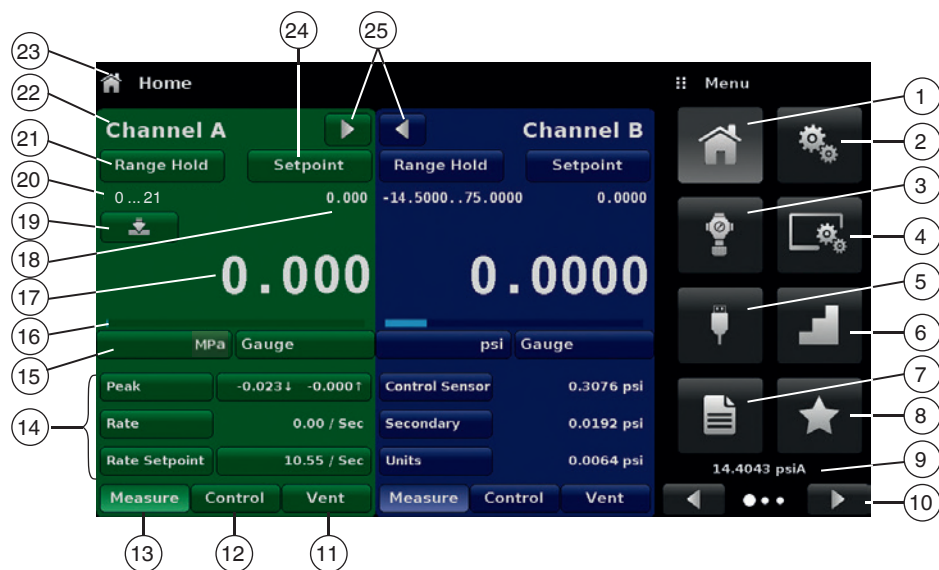 24
25
23
Home
Menu
22
1
Channel A
Channel B
2
21
Range Hold
Setpoint
Range Hold
Setpoint
20
0 ... 21
0.000
-14.5000..75.0000
0.0000
3
19
4
18
17
0.000
0.0000
5
16
6
15
MPa
Gauge
psi
Gauge
7
14
Peak
-0.023↓ -0.000↑
Control Sensor
0.3076 psi
8
Rate
0.00 / Sec
Secondary
0.0192 psi
Rate Setpoint
10.55 / Sec
Units
0.0064 psi
14.4043 psiA
9
Measure
Control
Vent
Measure
Control
Vent
10
13
12
11